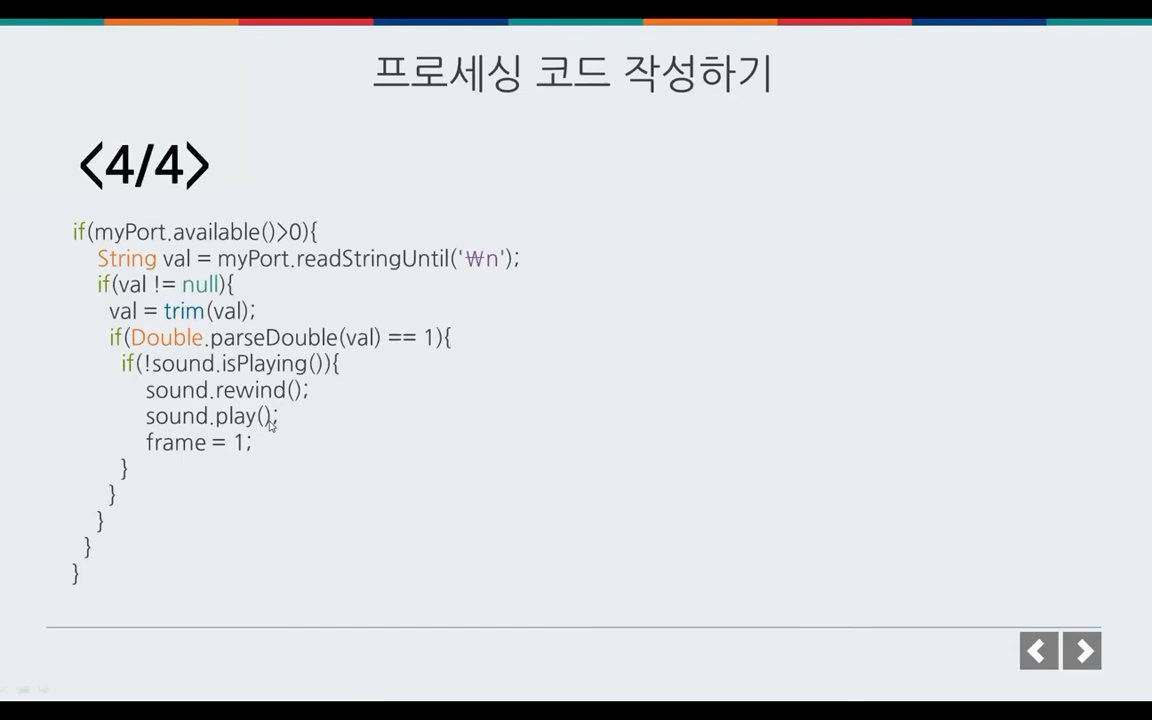 프로세싱 코드 작성하기
<4/4>
if(myPort.available()>0){
String val = myPort.readStringUntil('₩n');
if(val != null){
val = trim(val);
if(Double.parseDouble(val) == 1){
if(!sound.isPlaying()){
sound.rewind();
sound.play();
frame = 1;
}
}
}
}
}